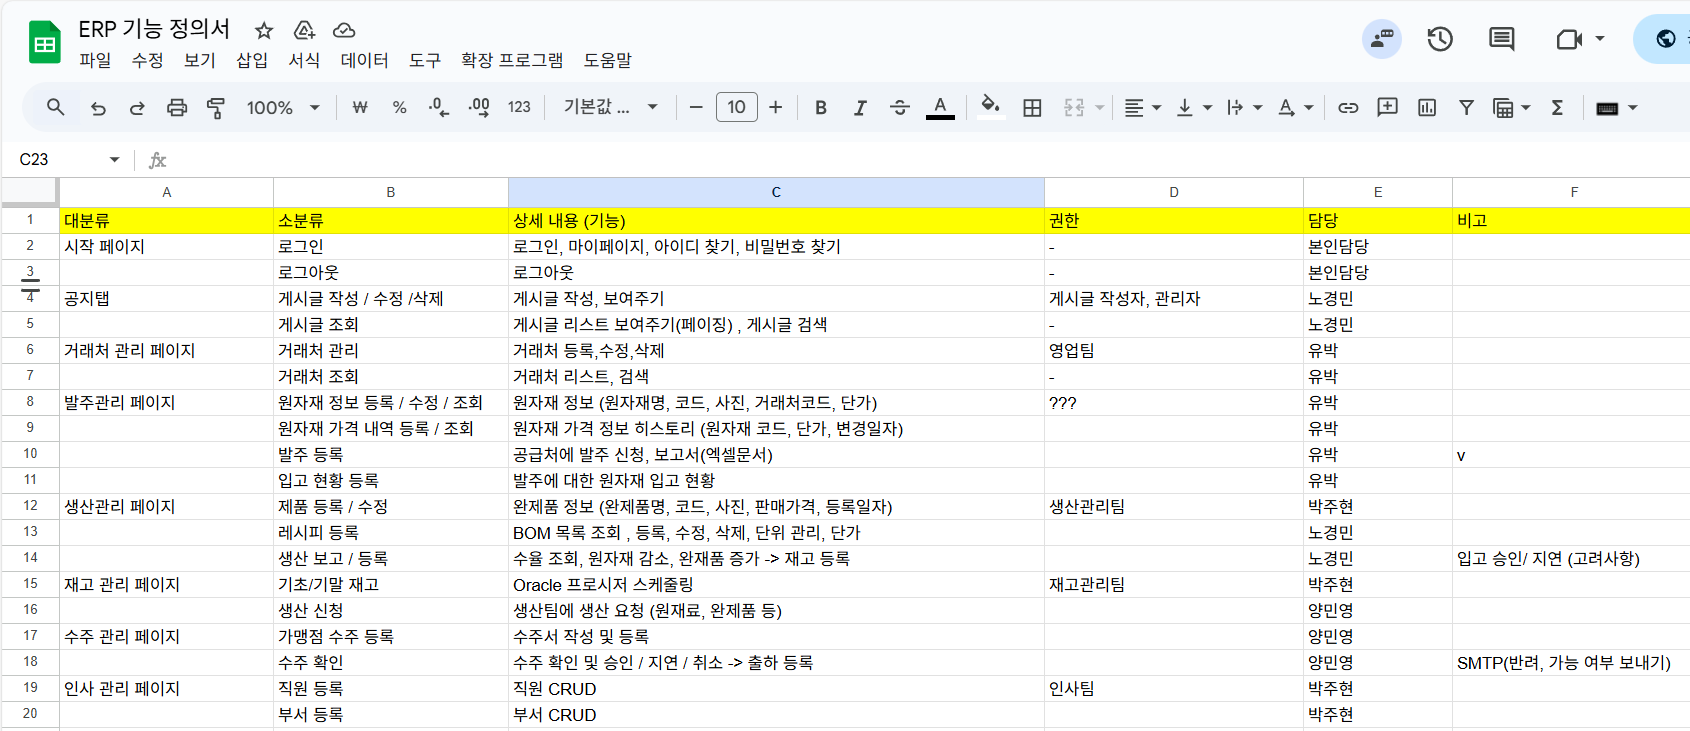 ERP 기능 정의서
파일 수정 보기 삽입 서식 데이터 도구 확장 프로그램 도움말
100% ₩ % .0 .00 123 기본값 ... 10 B I A
C23 fx
A B C D E F
1 대분류 소분류 상세 내용 (기능) 권한 담당 비고
2 시작 페이지 로그인 로그인, 마이페이지, 아이디 찾기, 비밀번호 찾기 - 본인담당
3 로그아웃 로그아웃 - 본인담당
4 공지탭 게시글 작성 / 수정 /삭제 게시글 작성, 보여주기 게시글 작성자, 관리자 노경민
5 게시글 조회 게시글 리스트 보여주기(페이징) , 게시글 검색 - 노경민
6 거래처 관리 페이지 거래처 관리 거래처 등록,수정,삭제 영업팀 유박
7 거래처 조회 거래처 리스트, 검색 - 유박
8 발주관리 페이지 원자재 정보 등록 / 수정 / 조회 원자재 정보 (원자재명, 코드, 사진, 거래처코드, 단가) ??? 유박
9 원자재 가격 내역 등록 / 조회 원자재 가격 정보 히스토리 (원자재 코드, 단가, 변경일자) 유박
10 발주 등록 공급처에 발주 신청, 보고서(엑셀문서) 유박 v
11 입고 현황 등록 발주에 대한 원자재 입고 현황 유박
12 생산관리 페이지 제품 등록 / 수정 완제품 정보 (완제품명, 코드, 사진, 판매가격, 등록일자) 생산관리팀 박주현
13 레시피 등록 BOM 목록 조회 , 등록, 수정, 삭제, 단위 관리, 단가 노경민
14 생산 보고 / 등록 수율 조회, 원자재 감소, 완재품 증가 -> 재고 등록 노경민 입고 승인/ 지연 (고려사항)
15 재고 관리 페이지 기초/기말 재고 Oracle 프로시저 스케줄링 재고관리팀 박주현
16 생산 신청 생산팀에 생산 요청 (원재료, 완제품 등) 양민영
17 수주 관리 페이지 가맹점 수주 등록 수주서 작성 및 등록 양민영
18 수주 확인 수주 확인 및 승인 / 지연 / 취소 -> 출하 등록 양민영 SMTP(반려, 가능 여부 보내기)
19 인사 관리 페이지 직원 등록 직원 CRUD 인사팀 박주현
20 부서 등록 부서 CRUD 박주현